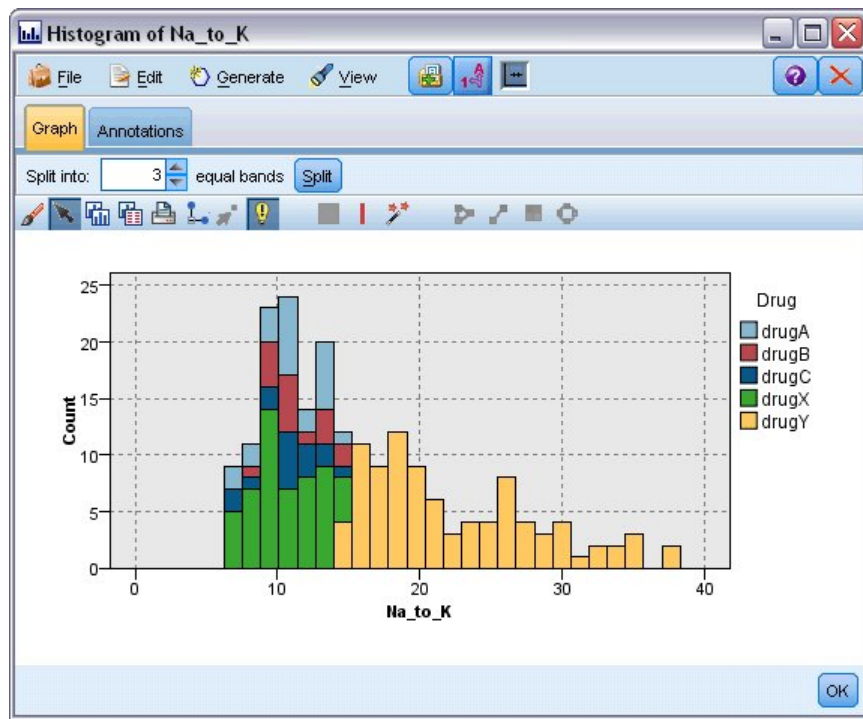 Histogram of Na_to_K
File Edit Generate View
Graph Annotations
Split into: 3 equal bands Split
25
20
15
10
5
0
Count
0 10 20 30 40
Na_to_K
Drug
drugA
drugB
drugC
drugX
drugY
OK